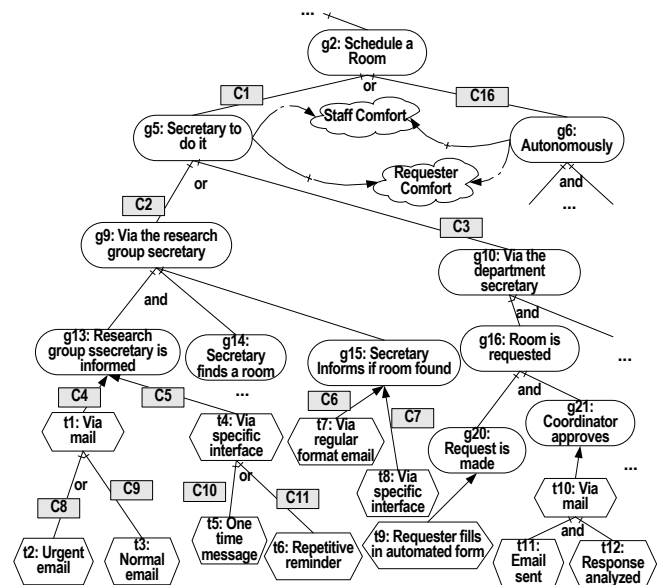 ...
g2: Schedule a
Room
or
C1
C16
g5: Secretary to
do it
Staff Comfort
g6:
Autonomously
Requester
Comfort
or
and
...
C2
C3
g9: Via the research
group secretary
g10: Via the
department
secretary
and
and
g13: Research
group ssecretary is
informed
g14:
Secretary
finds a room
...
g15: Secretary
Informs if room found
g16: Room is
requested
...
C4
C5
C6
C7
and
t1: Via
mail
t4: Via
specific
interface
t7: Via
regular
format email
g20:
Request is
made
g21:
Coordinator
approves
...
or
C8
C9
or
C10
C11
t8: Via
specific
interface
t10: Via
mail
t2: Urgent
email
t3:
Normal
email
t5: One
time
message
t6: Repetitive
reminder
t9: Requester fills
in automated form
and
t11:
Email
sent
t12:
Response
analyzed